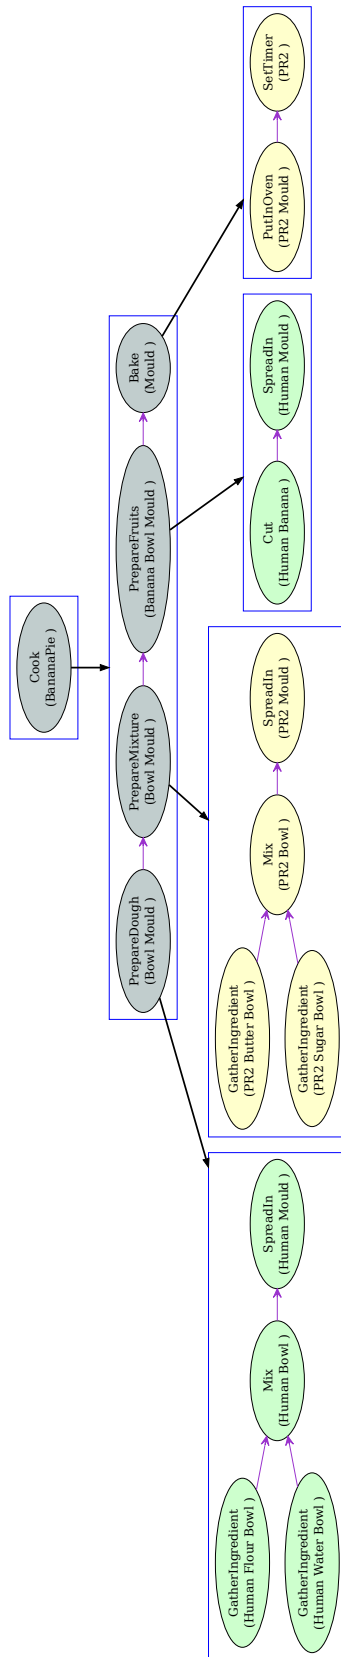 Cook
(BananaPie )
PrepareDough
(Bowl Mould )
PrepareMixture
(Bowl Mould )
PrepareFruits
(Banana Bowl Mould )
Bake
(Mould )
GatherIngredient
(Human Flour Bowl )
GatherIngredient
(Human Water Bowl )
Mix
(Human Bowl )
SpreadIn
(Human Mould )
GatherIngredient
(PR2 Butter Bowl )
GatherIngredient
(PR2 Sugar Bowl )
Mix
(PR2 Bowl )
SpreadIn
(PR2 Mould )
Cut
(Human Banana )
SpreadIn
(Human Mould )
PutInOven
(PR2 Mould )
SetTimer
(PR2 )